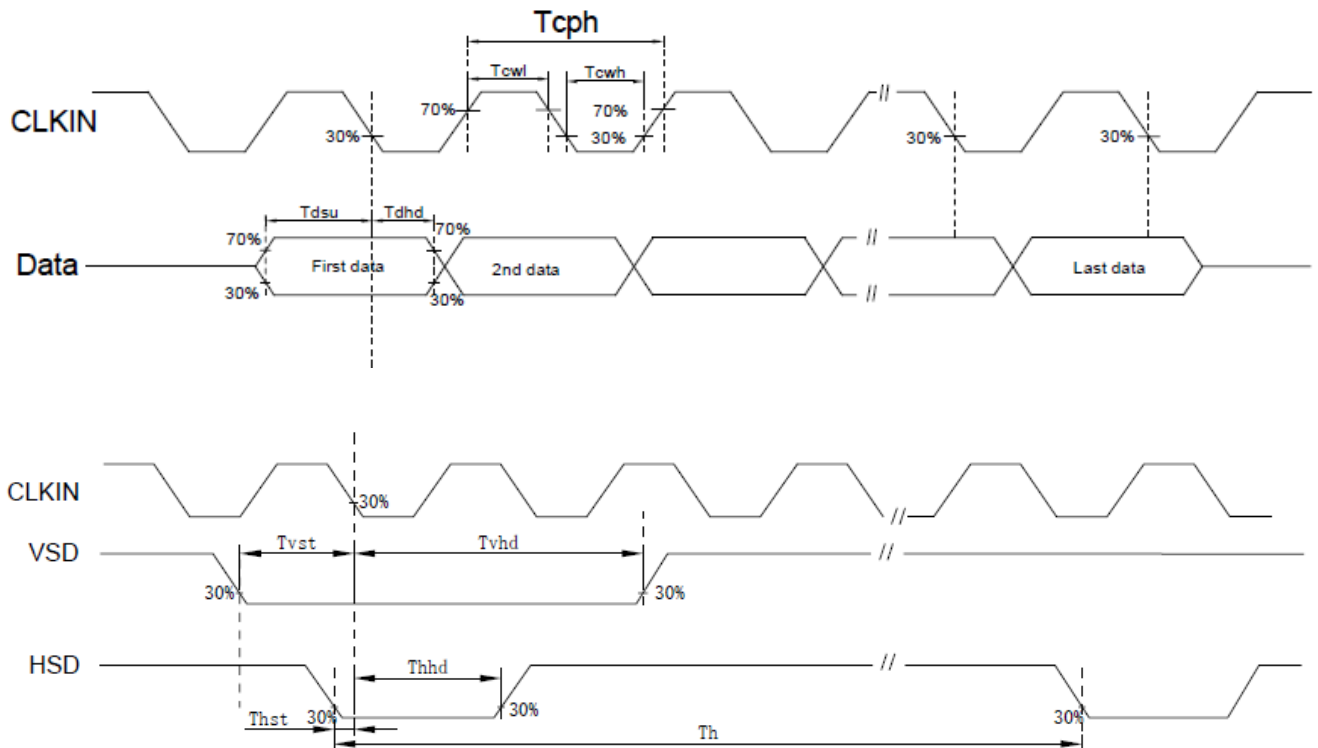 Tcph
Tcwl Tcwh
CLKIN 30% 70% 70% 30% // 30% 30%
Tdsu Tdhd
70% 70% //
Data First data 2nd data Last data
30% 30% //
CLKIN 30% //
VSD Tvst Tvhd //
30% 30%
HSD Thhd //
30% 30% 30%
Thst Th